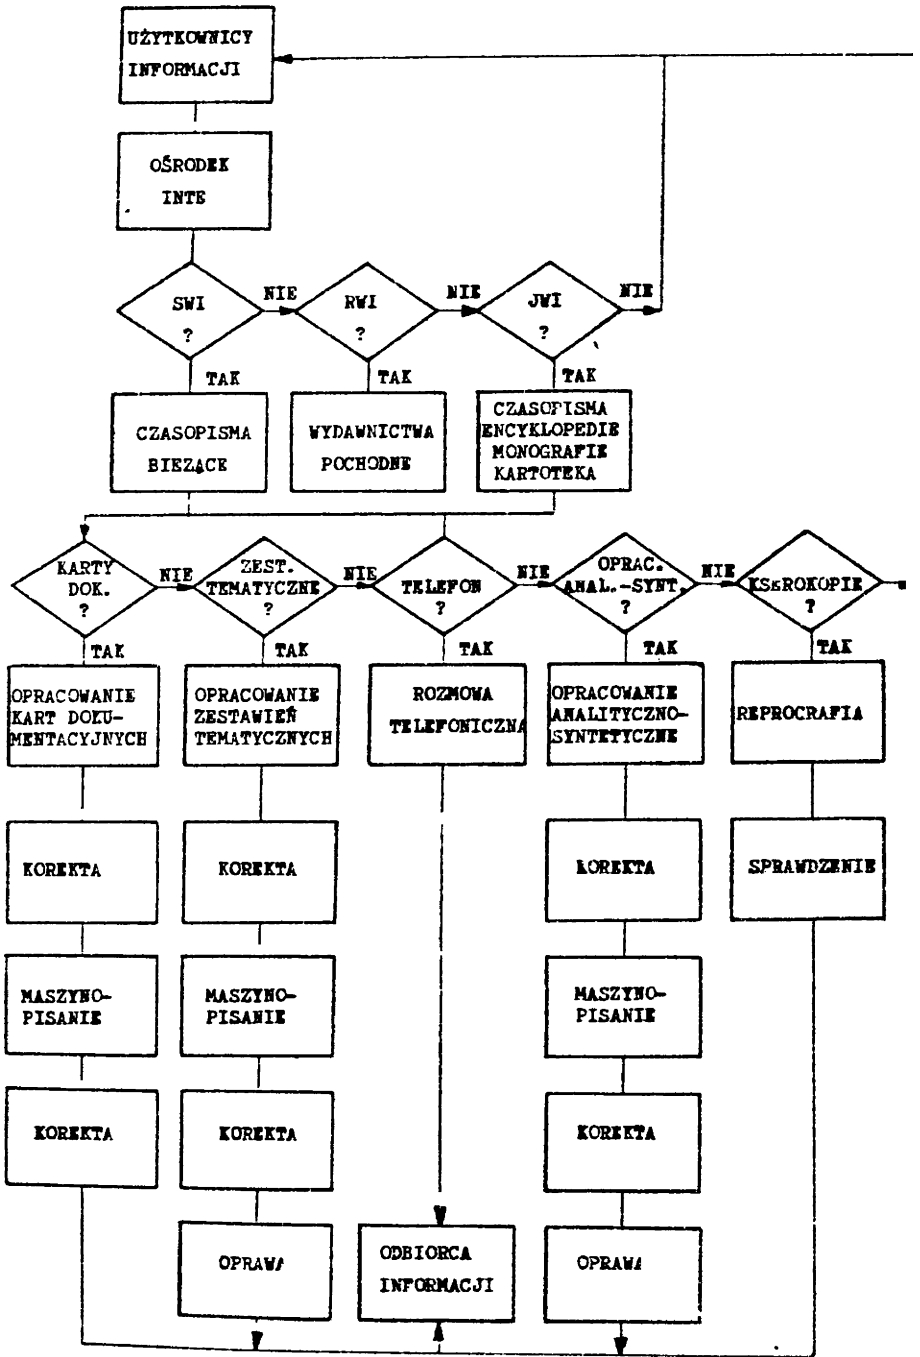 UŻYTKOWNICY
INFORMACJI
OŚRODEK
INTE
SWI
?
NIE
RWI
?
NIE
JWI
?
NIE
TAK
TAK
TAK
CZASOPISMA
BIEZĄCE
WYDAWNICTWA
POCHODNE
CZASOPISMA
ENCYKLOPEDIE
MONOGRAFIE
KARTOTEKA
KARTY
DOK.
?
NIE
ZEST.
TEMATYCZNE
?
NIE
TELEFON
?
NIE
OPRAC.
ANAL.-SYNT.
?
NIE
KSEROKOPIE
?
TAK
TAK
TAK
TAK
TAK
OPRACOWANIE
KART DOKU-
MENTACYJNYCH
OPRACOWANIE
ZESTAWIEŃ
TEMATYCZNYCH
ROZMOWA
TELEFONICZNA
OPRACOWANIE
ANALITYCZNO-
SYNTETYCZNE
REPROGRAFIA
KOREKTA
KOREKTA
KOREKTA
SPRAWDZENIE
MASZYNO-
PISANIE
MASZYNO-
PISANIE
MASZYNO-
PISANIE
KOREKTA
KOREKTA
KOREKTA
OPRAWA
ODBIORCA
INFORMACJI
OPRAWA